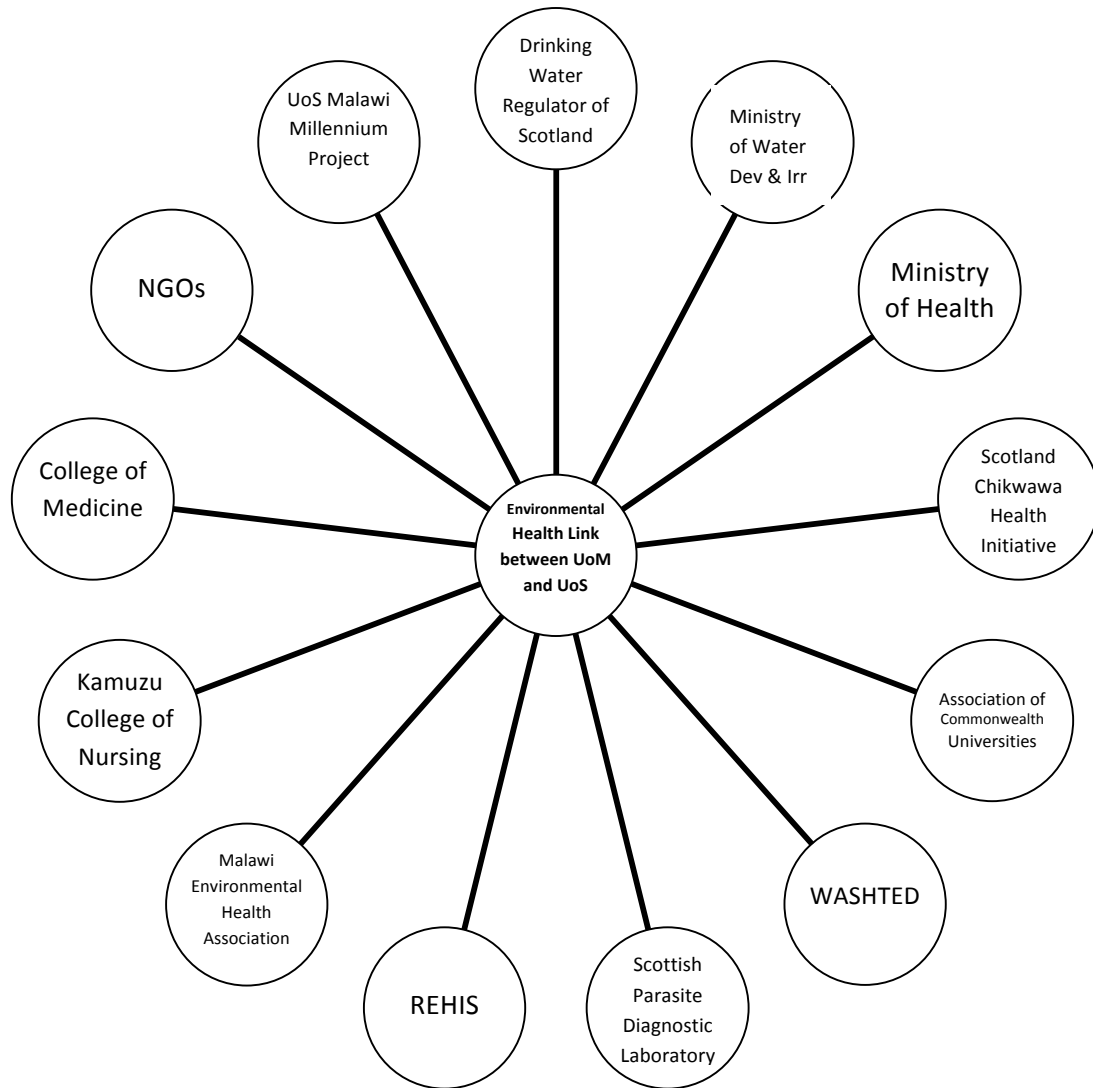 Drinking
Water
Regulator of
Scotland
Ministry
of Water
Dev & Irr
Ministry
of Health
Scotland
Chikwawa
Health
Initiative
Association of
Commonwealth
Universities
WASHTED
Scottish
Parasite
Diagnostic
Laboratory
REHIS
Malawi
Environmental
Health
Association
Kamuzu
College of
Nursing
College of
Medicine
NGOs
UoS Malawi
Millennium
Project
Environmental
Health Link
between UoM
and UoS